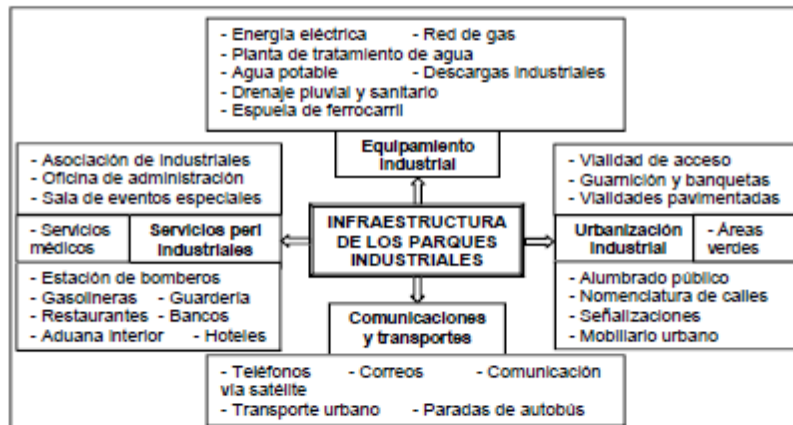 - Energía eléctrica - Red de gas
- Planta de tratamiento de agua
- Agua potable - Descargas Industriales
- Drenaje pluvial y sanitario
- Espuela de ferrocarril
Equipamiento
Industrial
- Asociación de Industriales
- Oficina de administración
- Sala de eventos especiales
- Servicios
médicos
Servicios peri
Industriales
- Estación de bomberos
- Gasolineras - Guardería
- Restaurantes - Bancos
- Aduana Interior - Hoteles
INFRAESTRUCTURA
DE LOS PARQUES
INDUSTRIALES
- Vialidad de acceso
- Guarnición y banquetas
- Vialidades pavimentadas
Urbanización
Industrial
- Áreas
verdes
- Alumbrado público
- Nomenclatura de calles
- Señalizaciones
- Mobiliario urbano
Comunicaciones
y transportes
- Teléfonos - Correos - Comunicación
vía satélite
- Transporte urbano - Paradas de autobús